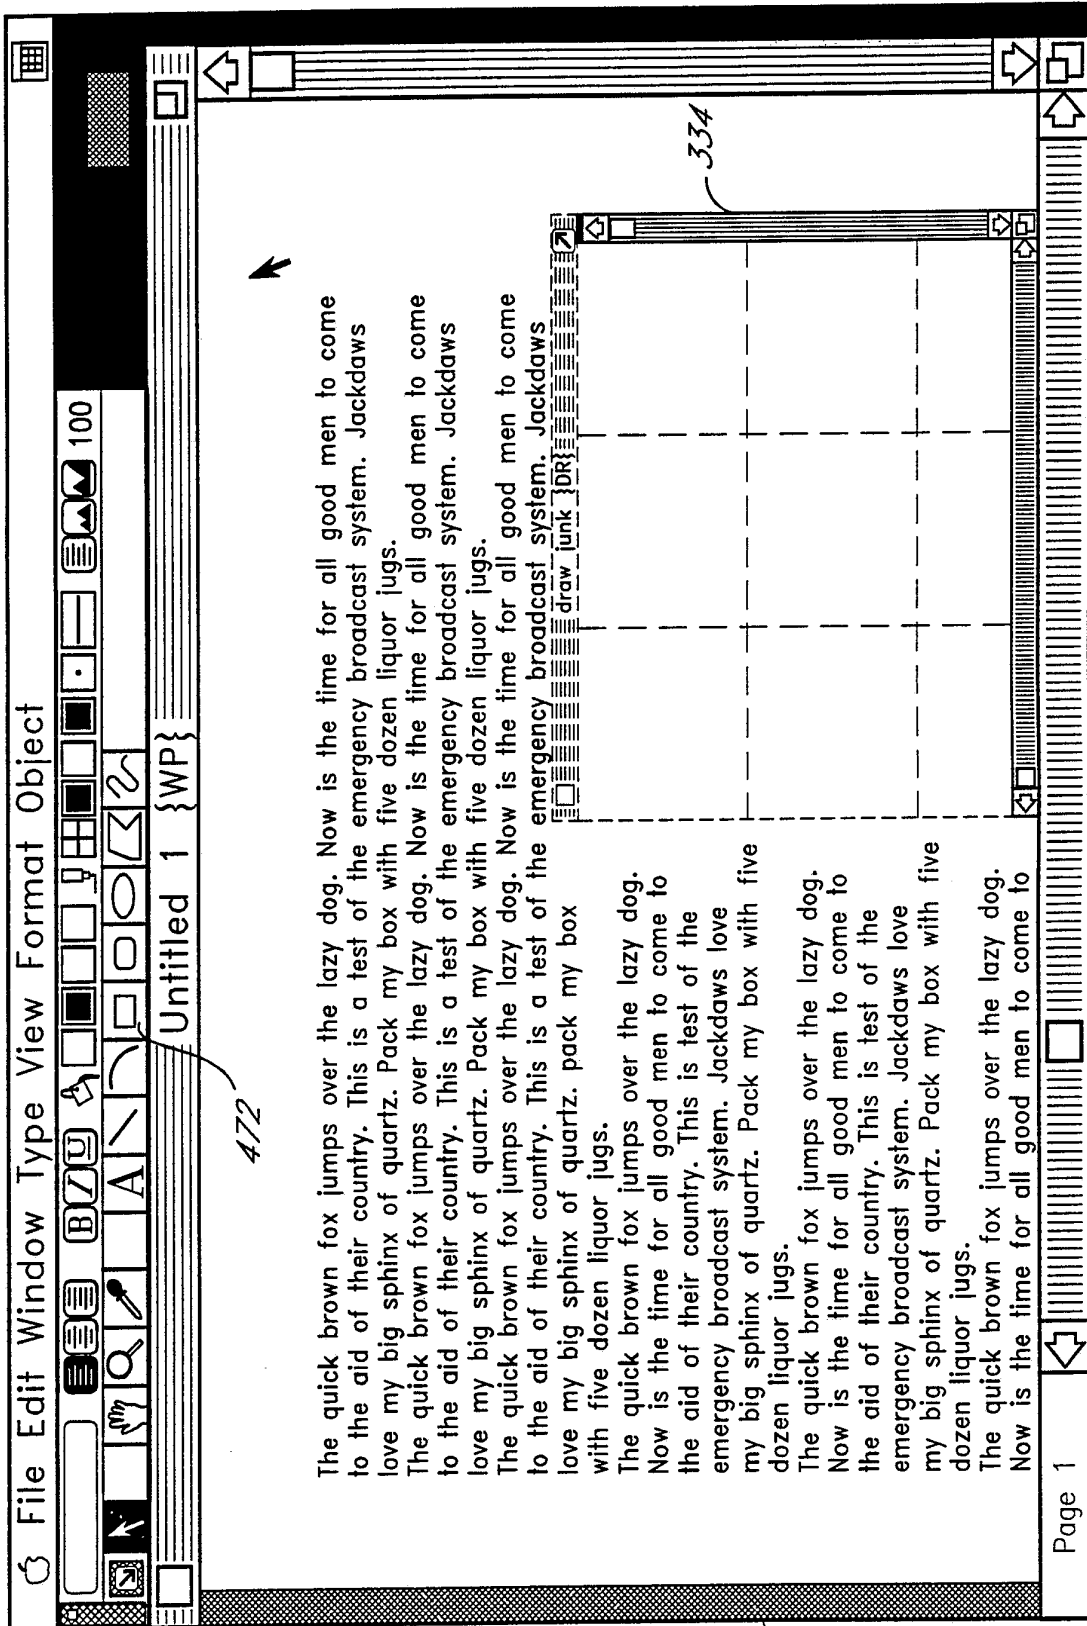 File Edit Window Type View Format Object
B I U
100
A
Untitled 1 {WP}
472
The quick brown fox jumps over the lazy dog. Now is the time for all good men to come
to the aid of their country. This is a test of the emergency broadcast system. Jackdaws
love my big sphinx of quartz. Pack my box with five dozen liquor jugs.
The quick brown fox jumps over the lazy dog. Now is the time for all good men to come
to the aid of their country. This is a test of the emergency broadcast system. Jackdaws
love my big sphinx of quartz. Pack my box with five dozen liquor jugs.
The quick brown fox jumps over the lazy dog. Now is the time for all good men to come
to the aid of their country. This is a test of the emergency broadcast system. Jackdaws
love my big sphinx of quartz. pack my box
with five dozen liquor jugs.
The quick brown fox jumps over the lazy dog.
Now is the time for all good men to come to
the aid of their country. This is test of the
emergency broadcast system. Jackdaws love
my big sphinx of quartz. Pack my box with five
dozen liquor jugs.
The quick brown fox jumps over the lazy dog.
Now is the time for all good men to come to
the aid of their country. This is test of the
emergency broadcast system. Jackdaws love
my big sphinx of quartz. Pack my box with five
dozen liquor jugs.
The quick brown fox jumps over the lazy dog.
Now is the time for all good men to come to
draw junk {DR}
334
Page 1